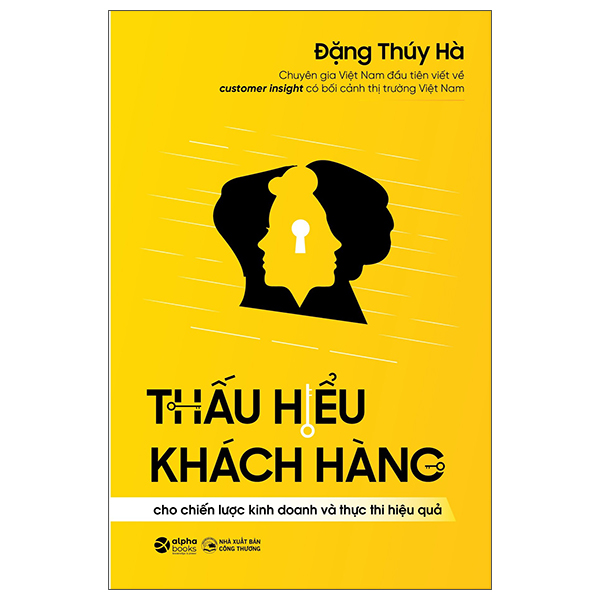 Đặng Thúy Hà
Chuyên gia Việt Nam đầu tiên viết về
customer insight có bối cảnh thị trường Việt Nam
THẤU HIỂU
KHÁCH HÀNG
cho chiến lược kinh doanh và thực thi hiệu quả
alpha
books
NHÀ XUẤT BẢN
CÔNG THƯƠNG